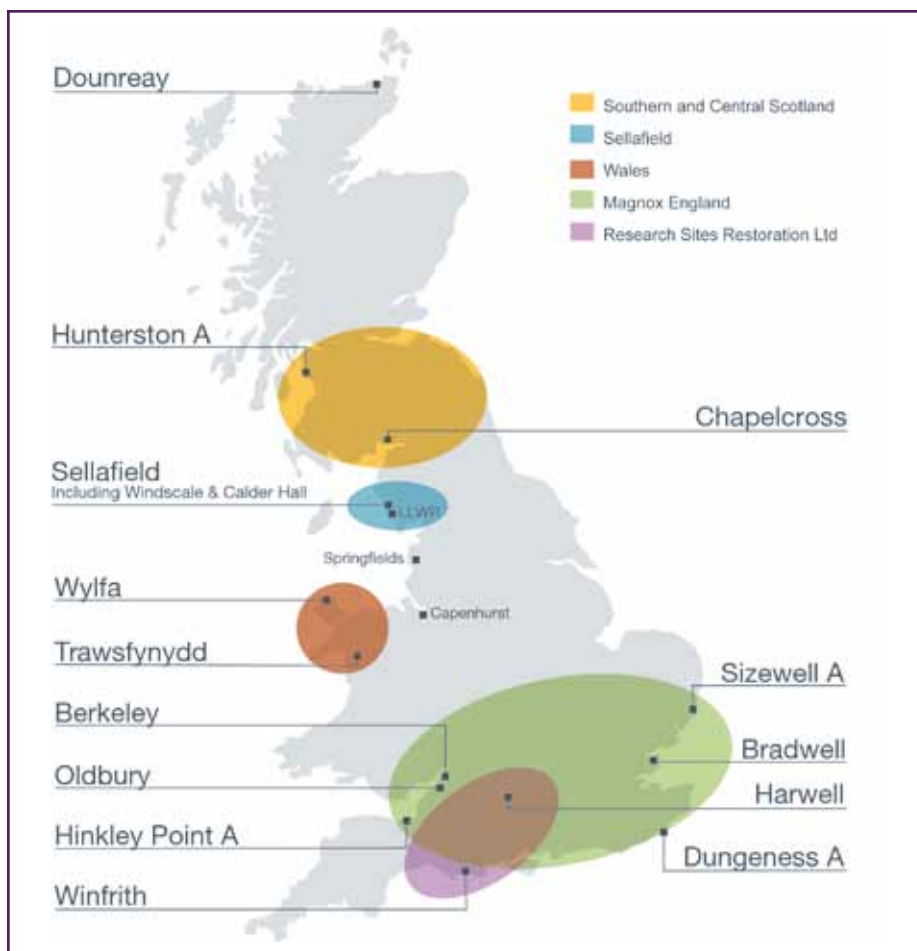 Dounreay
Southern and Central Scotland
Sellafield
Wales
Magnox England
Research Sites Restoration Ltd
Hunterston A
Chapelcross
Sellafield
Including Windscale & Calder Hall
LLWR
Springfields
Wylfa
Capenhurst
Trawsfynydd
Sizewell A
Berkeley
Bradwell
Oldbury
Harwell
Hinkley Point A
Dungeness A
Winfrith